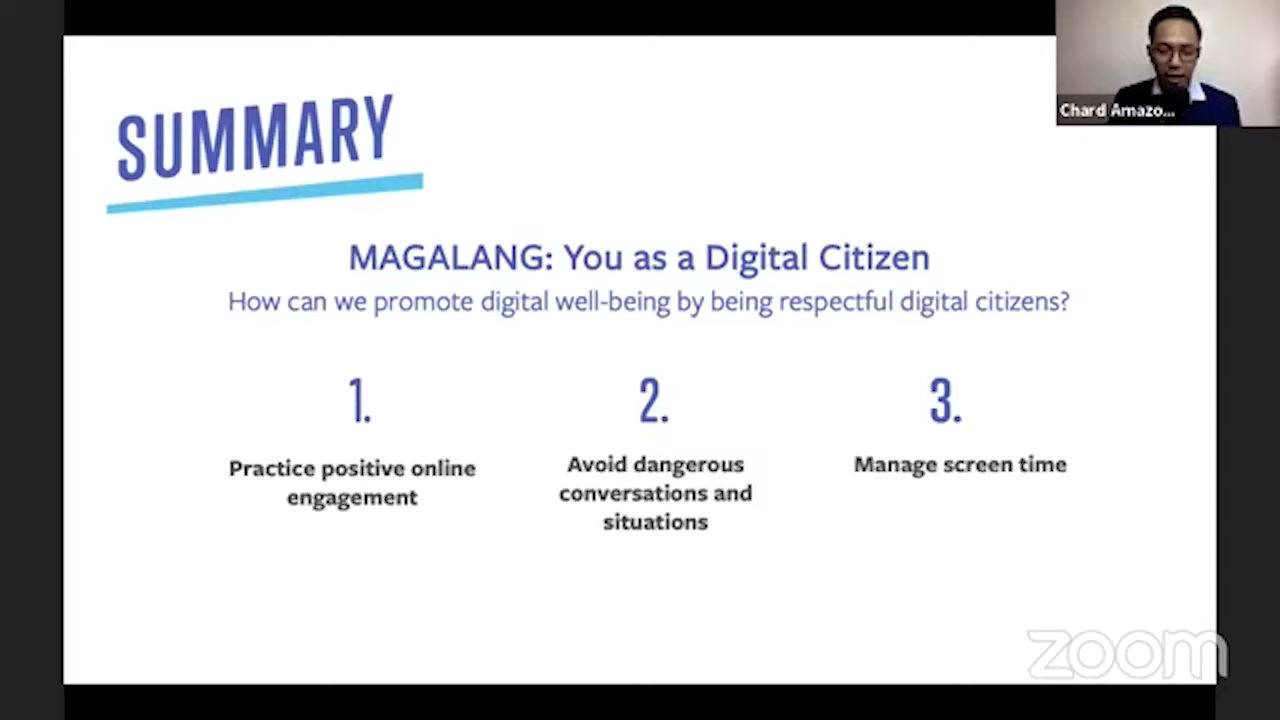 SUMMARY
Chard Amazo...
MAGALANG: You as a Digital Citizen
How can we promote digital well-being by being respectful digital citizens?
1.
Practice positive online
engagement
2.
Avoid dangerous
conversations and
situations
3.
Manage screen time
zoom